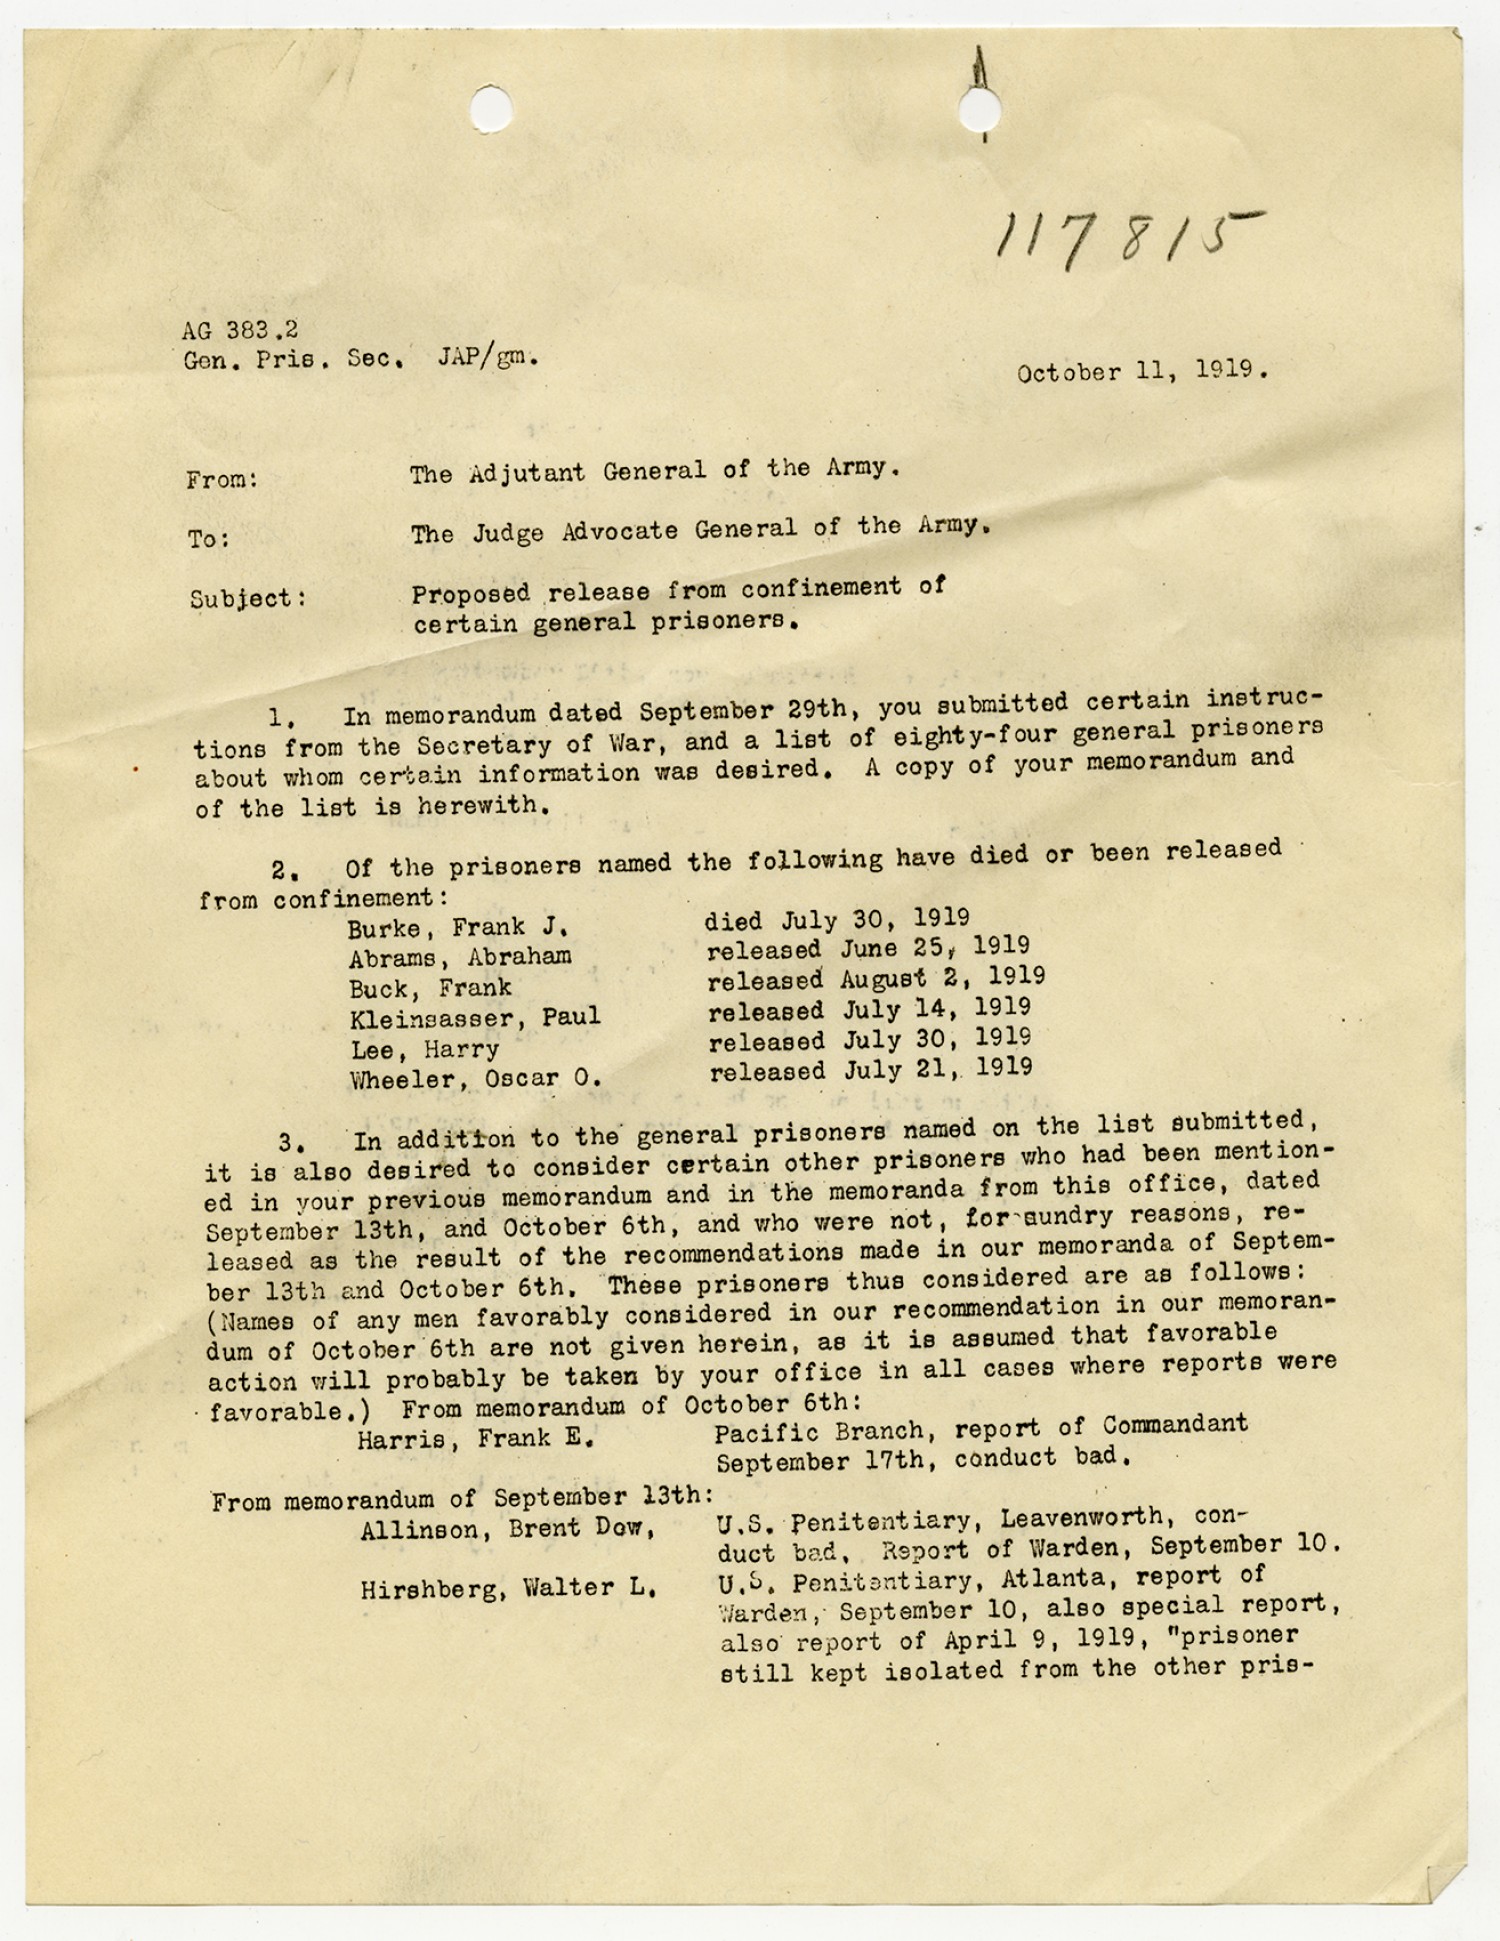 117815
AG 383.2
Gen. Pris. Sec. JAP/gm.
October 11, 1919.
From: The Adjutant General of the Army.
To: The Judge Advocate General of the Army.
Subject: Proposed release from confinement of
certain general prisoners.
1. In memorandum dated September 29th, you submitted certain instruc-
tions from the Secretary of War, and a list of eighty-four general prisoners
about whom certain information was desired. A copy of your memorandum and
of the list is herewith.
2. Of the prisoners named the following have died or been released
from confinement:
Burke, Frank J. died July 30, 1919
Abrams, Abraham released June 25, 1919
Buck, Frank released August 2, 1919
Kleinsasser, Paul released July 14, 1919
Lee, Harry released July 30, 1919
Wheeler, Oscar O. released July 21, 1919
3. In addition to the general prisoners named on the list submitted,
it is also desired to consider certain other prisoners who had been mention-
ed in your previous memorandum and in the memoranda from this office, dated
September 13th, and October 6th, and who were not, for sundry reasons, re-
leased as the result of the recommendations made in our memoranda of Septem-
ber 13th and October 6th. These prisoners thus considered are as follows:
(Names of any men favorably considered in our recommendation in our memoran-
dum of October 6th are not given herein, as it is assumed that favorable
action will probably be taken by your office in all cases where reports were
favorable.) From memorandum of October 6th:
Harris, Frank E. Pacific Branch, report of Commandant
September 17th, conduct bad.
From memorandum of September 13th:
Allinson, Brent Dow, U.S. Penitentiary, Leavenworth, con-
duct bad. Report of Warden, September 10.
Hirshberg, Walter L. U.S. Penitentiary, Atlanta, report of
Warden, September 10, also special report,
also report of April 9, 1919, "prisoner
still kept isolated from the other pris-